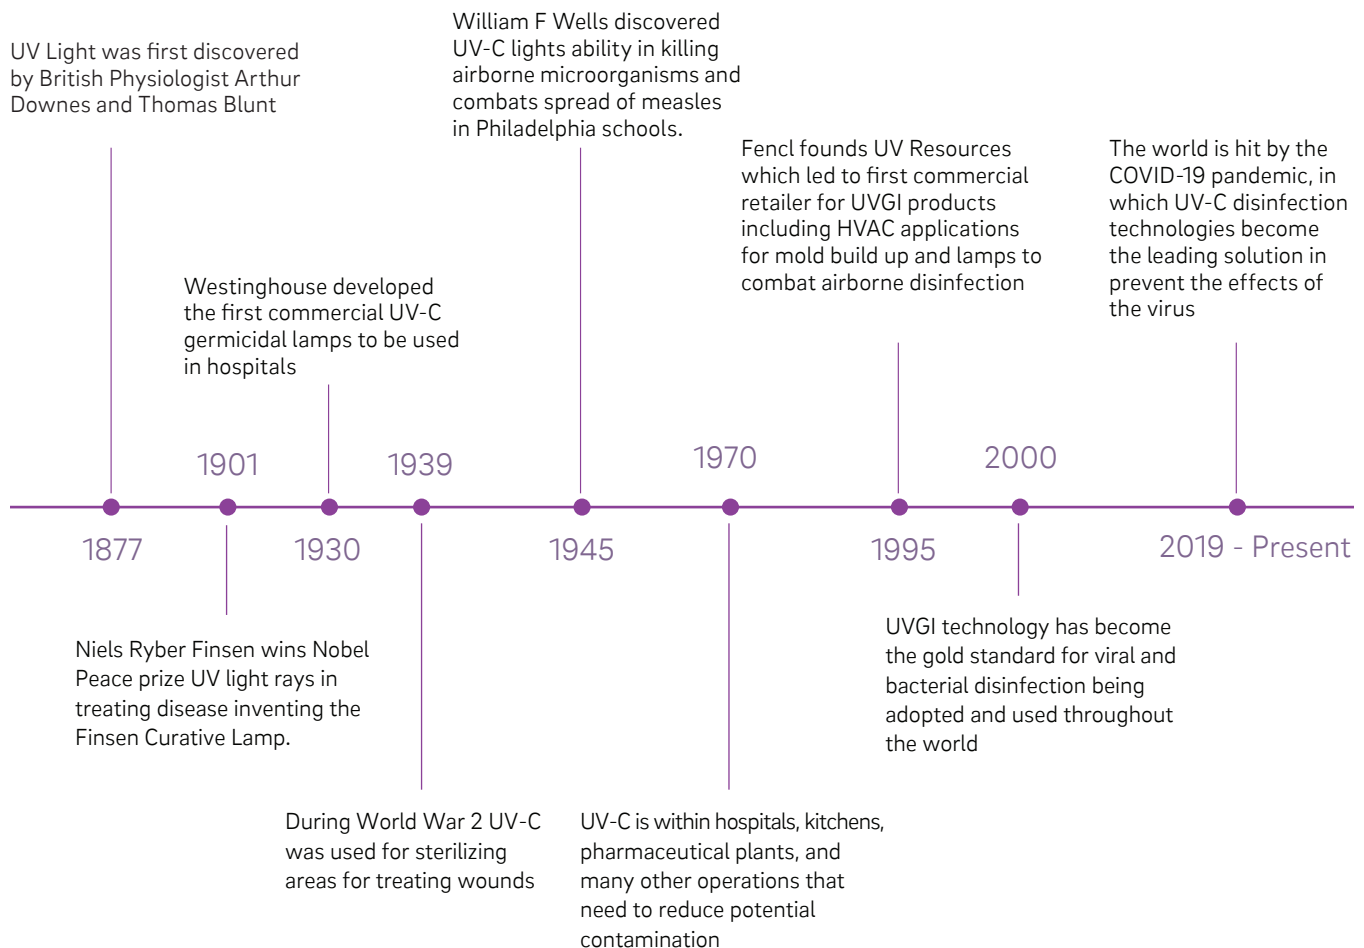 UV Light was first discovered
by British Physiologist Arthur
Downes and Thomas Blunt
William F Wells discovered
UV-C lights ability in killing
airborne microorganisms and
combats spread of measles
in Philadelphia schools.
Fencl founds UV Resources
which led to first commercial
retailer for UVGI products
including HVAC applications
for mold build up and lamps to
combat airborne disinfection
The world is hit by the
COVID-19 pandemic, in
which UV-C disinfection
technologies become
the leading solution in
prevent the effects of
the virus
Westinghouse developed
the first commercial UV-C
germicidal lamps to be used
in hospitals
1901
1939
1970
2000
1877
1930
1945
1995
2019 - Present
Niels Ryber Finsen wins Nobel
Peace prize UV light rays in
treating disease inventing the
Finsen Curative Lamp.
UVGI technology has become
the gold standard for viral and
bacterial disinfection being
adopted and used throughout
the world
During World War 2 UV-C
was used for sterilizing
areas for treating wounds
UV-C is within hospitals, kitchens,
pharmaceutical plants, and
many other operations that
need to reduce potential
contamination